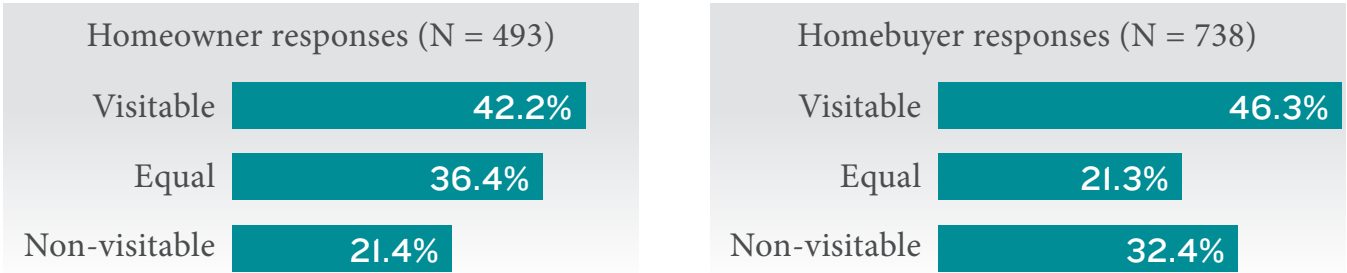 Homeowner responses (N = 493)
Visitable 42.2%
Equal 36.4%
Non-visitable 21.4%
Homebuyer responses (N = 738)
Visitable 46.3%
Equal 21.3%
Non-visitable 32.4%